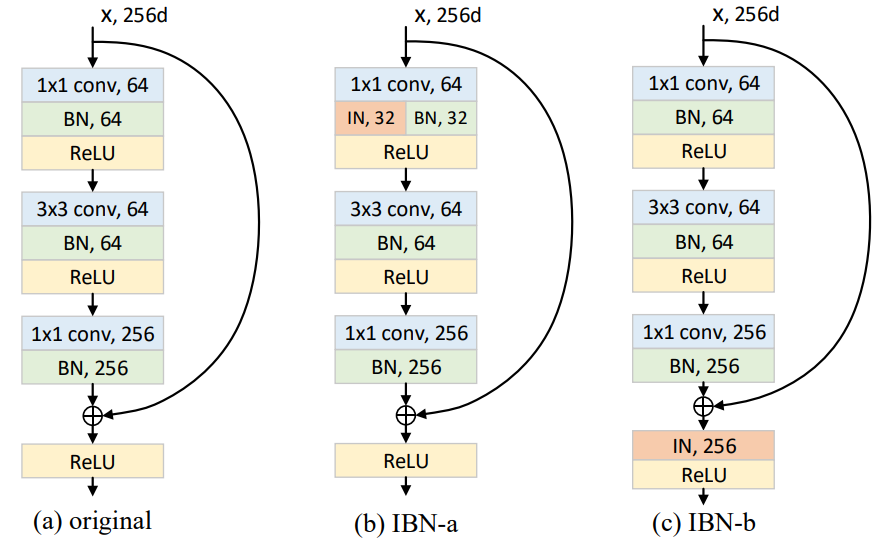 x, 256d
1x1 conv, 64
BN, 64
ReLU
3x3 conv, 64
BN, 64
ReLU
1x1 conv, 256
BN, 256
ReLU
(a) original
x, 256d
1x1 conv, 64
IN, 32 BN, 32
ReLU
3x3 conv, 64
BN, 64
ReLU
1x1 conv, 256
BN, 256
ReLU
(b) IBN-a
x, 256d
1x1 conv, 64
BN, 64
ReLU
3x3 conv, 64
BN, 64
ReLU
1x1 conv, 256
BN, 256
IN, 256
ReLU
(c) IBN-b